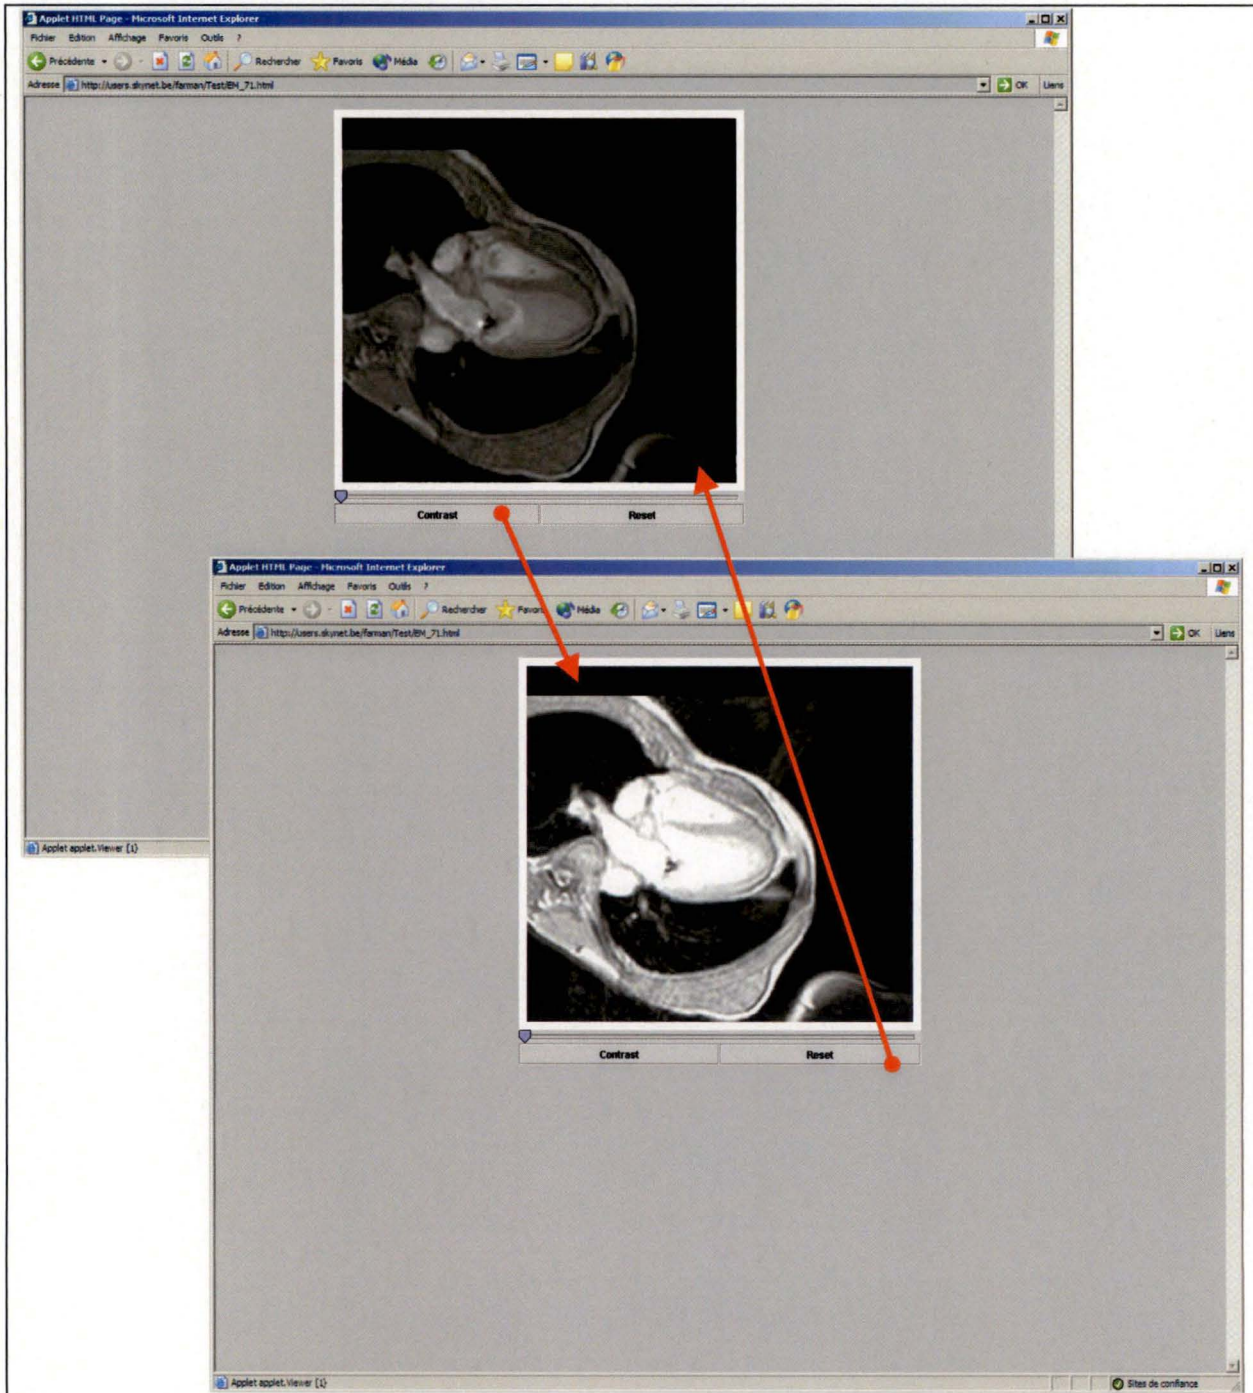 Applet HTML Page - Microsoft Internet Explorer
Fichier Edition Affichage Favoris Outils ?
Précédente Rechercher Favoris Média
Adresse http://users.skynet.be/farman/Test/BM_71.html OK Liens
Contrast Reset
Applet applet.Viewer {1}
Applet HTML Page - Microsoft Internet Explorer
Fichier Edition Affichage Favoris Outils ?
Précédente Rechercher Favoris Média
Adresse http://users.skynet.be/farman/Test/BM_71.html OK Liens
Contrast Reset
Applet applet.Viewer {1} Sites de confiance